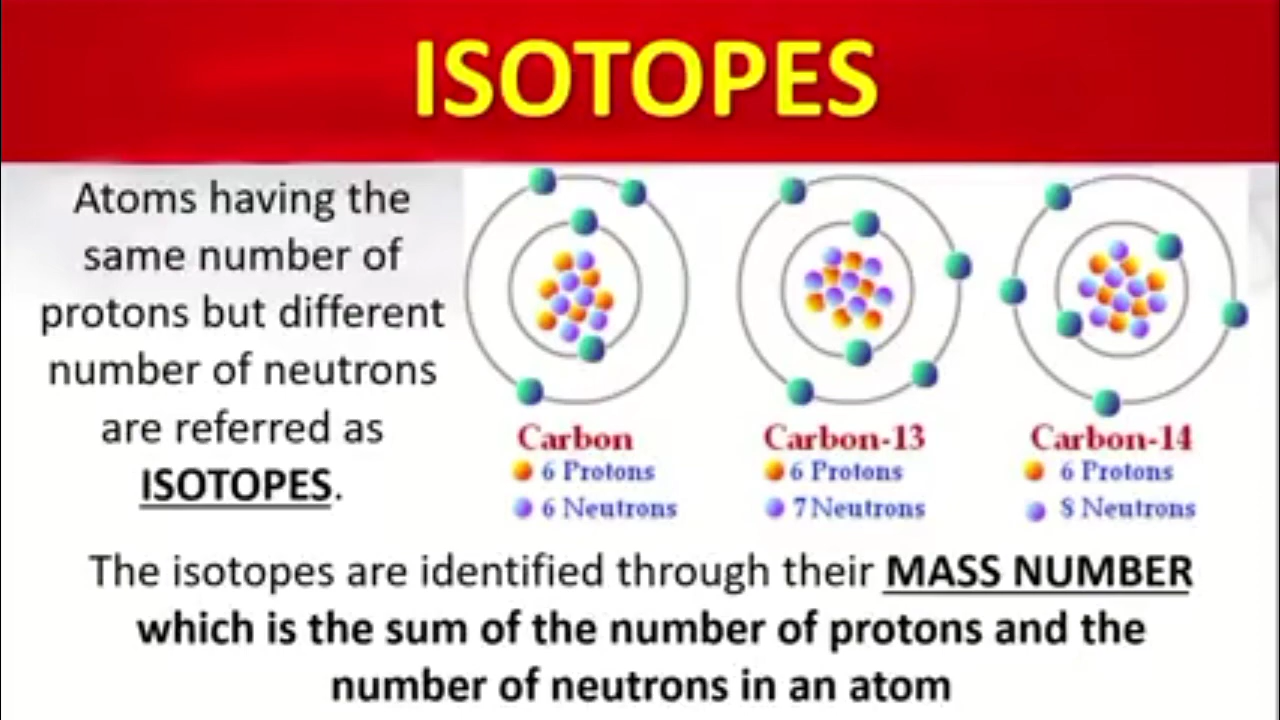 ISOTOPES
Atoms having the
same number of
protons but different
number of neutrons
are referred as
ISOTOPES.
Carbon
6 Protons
6 Neutrons
Carbon-13
6 Protons
7 Neutrons
Carbon-14
6 Protons
8 Neutrons
The isotopes are identified through their MASS NUMBER
which is the sum of the number of protons and the
number of neutrons in an atom